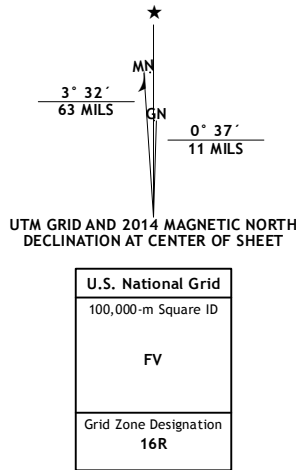 MN
3° 32´
63 MILS
GN
0° 37´
11 MILS
UTM GRID AND 2014 MAGNETIC NORTH
DECLINATION AT CENTER OF SHEET
U.S. National Grid
100,000-m Square ID
FV
Grid Zone Designation
16R